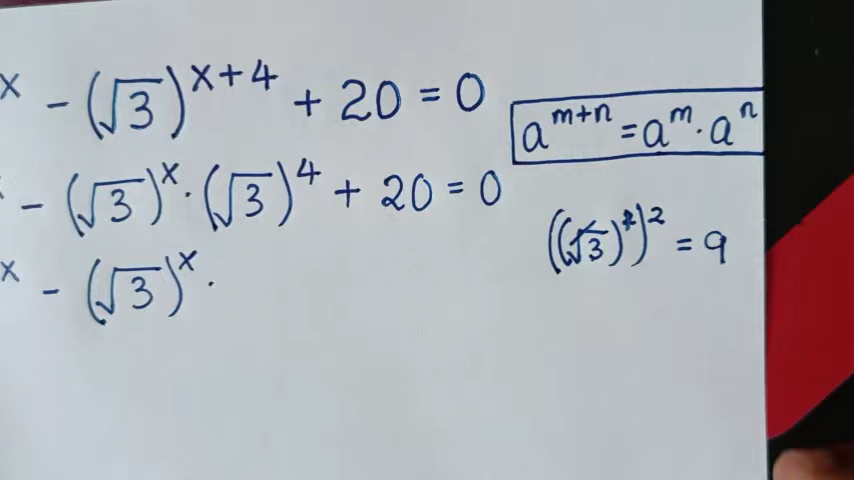 x - (√3)^(x+4) + 20 = 0
a^(m+n) = a^m · a^n
- (√3)^x · (√3)^4 + 20 = 0
((√3)^2)^2 = 9
x - (√3)^x ·